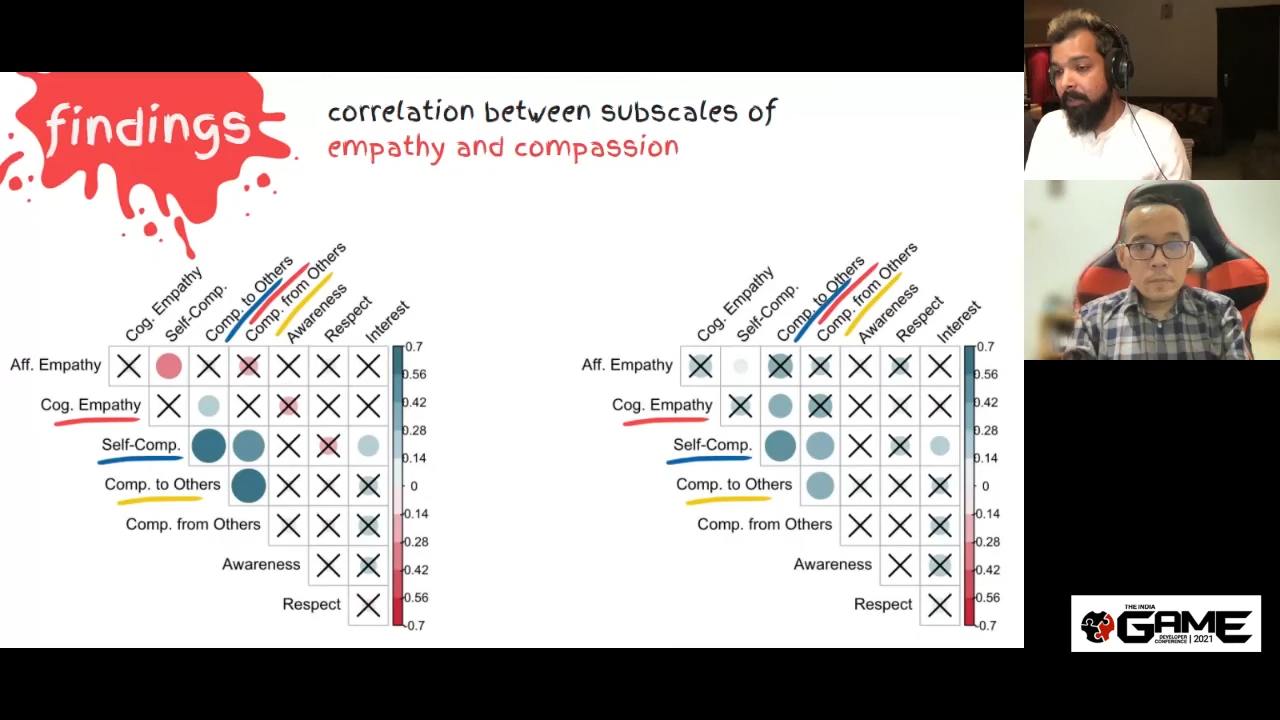 findings
correlation between subscales of
empathy and compassion
Cog. Empathy
Self-Comp.
Comp. to Others
Comp. from Others
Awareness
Respect
Interest
Aff. Empathy
Cog. Empathy
Self-Comp.
Comp. to Others
Comp. from Others
Awareness
Respect
0.7
0.56
0.42
0.28
0.14
0
-0.14
-0.28
-0.42
-0.56
-0.7
Cog. Empathy
Self-Comp.
Comp. to Others
Comp. from Others
Awareness
Respect
Interest
Aff. Empathy
Cog. Empathy
Self-Comp.
Comp. to Others
Comp. from Others
Awareness
Respect
0.7
0.56
0.42
0.28
0.14
0
-0.14
-0.28
-0.42
-0.56
-0.7
THE INDIA
GAME
DEVELOPER
CONFERENCE | 2021